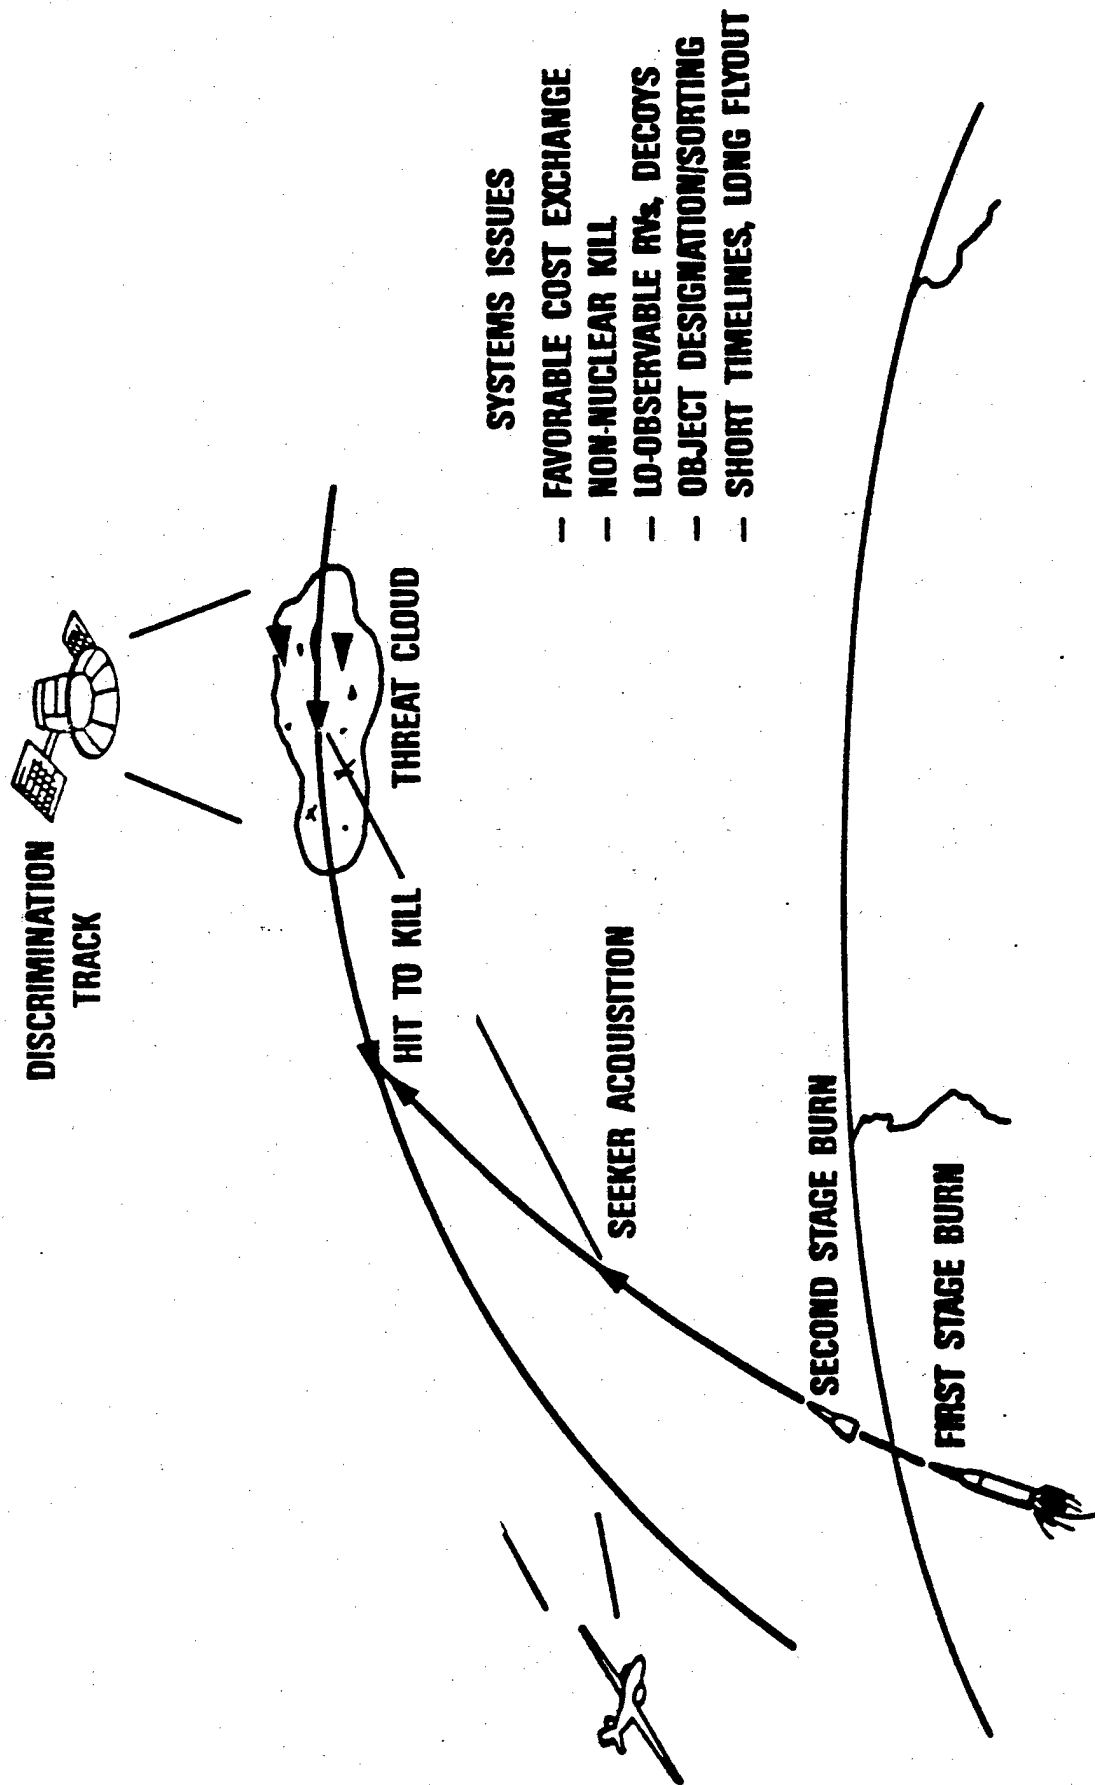 DISCRIMINATION
TRACK
THREAT CLOUD
HIT TO KILL
SEEKER ACQUISITION
SECOND STAGE BURN
FIRST STAGE BURN
SYSTEMS ISSUES
– FAVORABLE COST EXCHANGE
– NON-NUCLEAR KILL
– LO-OBSERVABLE RVs, DECOYS
– OBJECT DESIGNATION/SORTING
– SHORT TIMELINES, LONG FLYOUT